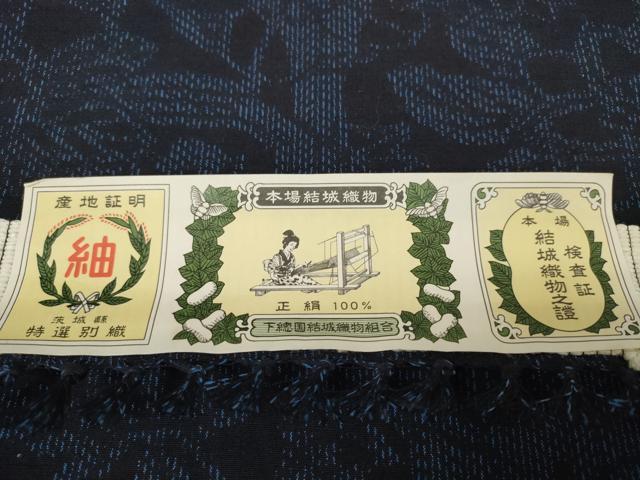 産地証明
紬
茨城縣
特選別織
本場結城織物
正絹 100%
下總国結城織物組合
本場
結城織物之證
検査証